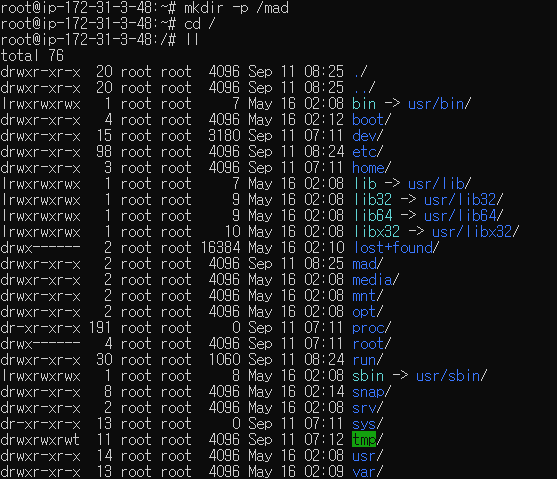 root@ip-172-31-3-48:~# mkdir -p /mad
root@ip-172-31-3-48:~# cd /
root@ip-172-31-3-48:/# ll
total 76
drwxr-xr-x  20 root root  4096 Sep 11 08:25 ./
drwxr-xr-x  20 root root  4096 Sep 11 08:25 ../
lrwxrwxrwx   1 root root     7 May 16 02:08 bin -> usr/bin/
drwxr-xr-x   4 root root  4096 May 16 02:12 boot/
drwxr-xr-x  15 root root  3180 Sep 11 07:11 dev/
drwxr-xr-x  98 root root  4096 Sep 11 08:24 etc/
drwxr-xr-x   3 root root  4096 Sep 11 07:11 home/
lrwxrwxrwx   1 root root     7 May 16 02:08 lib -> usr/lib/
lrwxrwxrwx   1 root root     9 May 16 02:08 lib32 -> usr/lib32/
lrwxrwxrwx   1 root root     9 May 16 02:08 lib64 -> usr/lib64/
lrwxrwxrwx   1 root root    10 May 16 02:08 libx32 -> usr/libx32/
drwx------   2 root root 16384 May 16 02:10 lost+found/
drwxr-xr-x   2 root root  4096 Sep 11 08:25 mad/
drwxr-xr-x   2 root root  4096 May 16 02:08 media/
drwxr-xr-x   2 root root  4096 May 16 02:08 mnt/
drwxr-xr-x   2 root root  4096 May 16 02:08 opt/
dr-xr-xr-x 191 root root     0 Sep 11 07:11 proc/
drwx------   4 root root  4096 Sep 11 07:11 root/
drwxr-xr-x  30 root root  1060 Sep 11 08:24 run/
lrwxrwxrwx   1 root root     8 May 16 02:08 sbin -> usr/sbin/
drwxr-xr-x   8 root root  4096 May 16 02:14 snap/
drwxr-xr-x   2 root root  4096 May 16 02:08 srv/
dr-xr-xr-x  13 root root     0 Sep 11 07:11 sys/
drwxrwxrwt  11 root root  4096 Sep 11 07:12 tmp/
drwxr-xr-x  14 root root  4096 May 16 02:08 usr/
drwxr-xr-x  13 root root  4096 May 16 02:09 var/